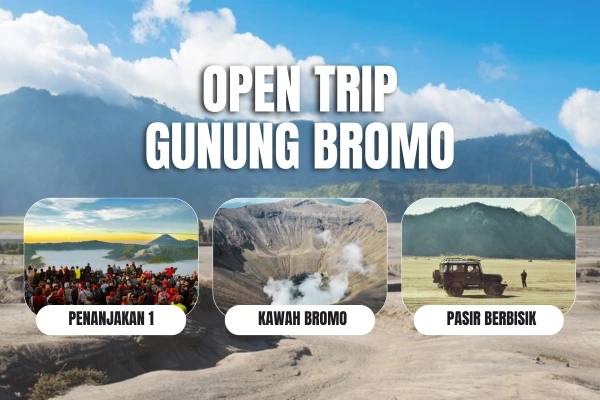 OPEN TRIP
GUNUNG BROMO
PENANJAKAN 1
KAWAH BROMO
PASIR BERBISIK